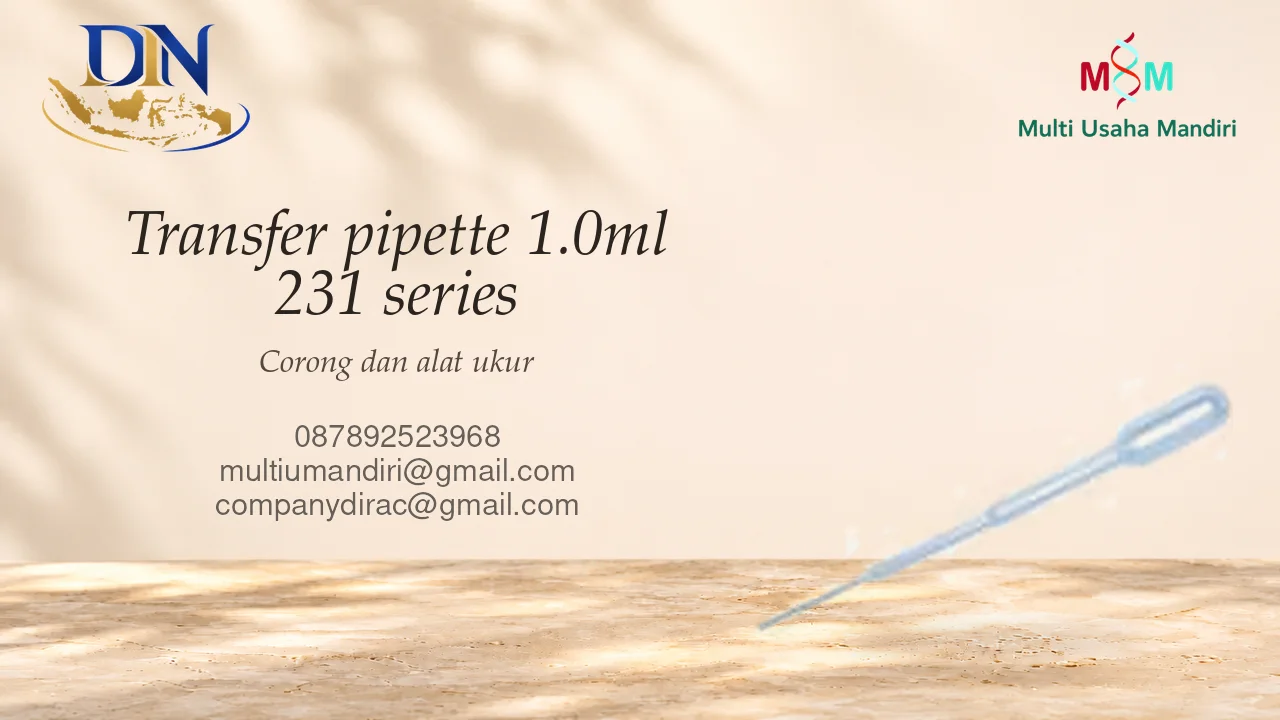 DIN
M M
Multi Usaha Mandiri
Transfer pipette 1.0ml
231 series
Corong dan alat ukur
087892523968
multiumandiri@gmail.com
companydirac@gmail.com